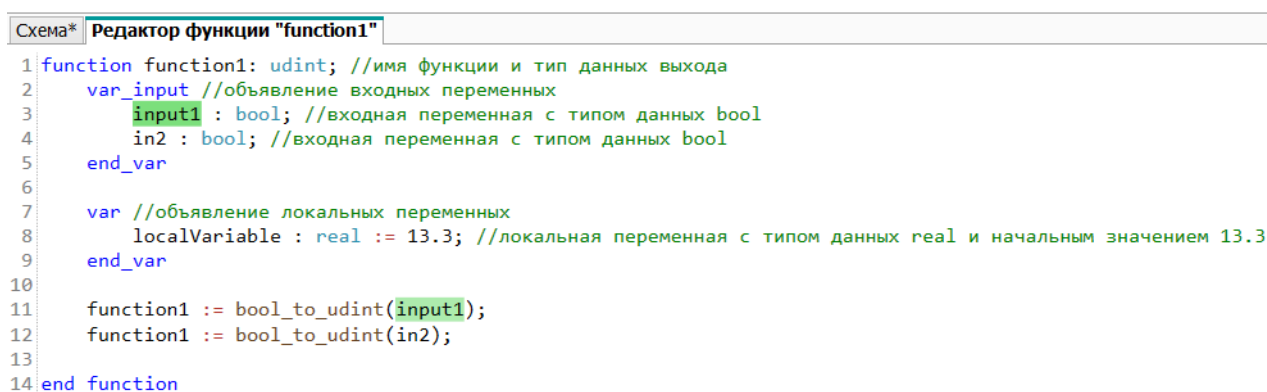 Схема* Редактор функции "function1"
1 function function1: udint; //имя функции и тип данных выхода
2 var_input //объявление входных переменных
3 input1 : bool; //входная переменная с типом данных bool
4 in2 : bool; //входная переменная с типом данных bool
5 end_var
6
7 var //объявление локальных переменных
8 localVariable : real := 13.3; //локальная переменная с типом данных real и начальным значением 13.3
9 end_var
10
11 function1 := bool_to_udint(input1);
12 function1 := bool_to_udint(in2);
13
14 end_function